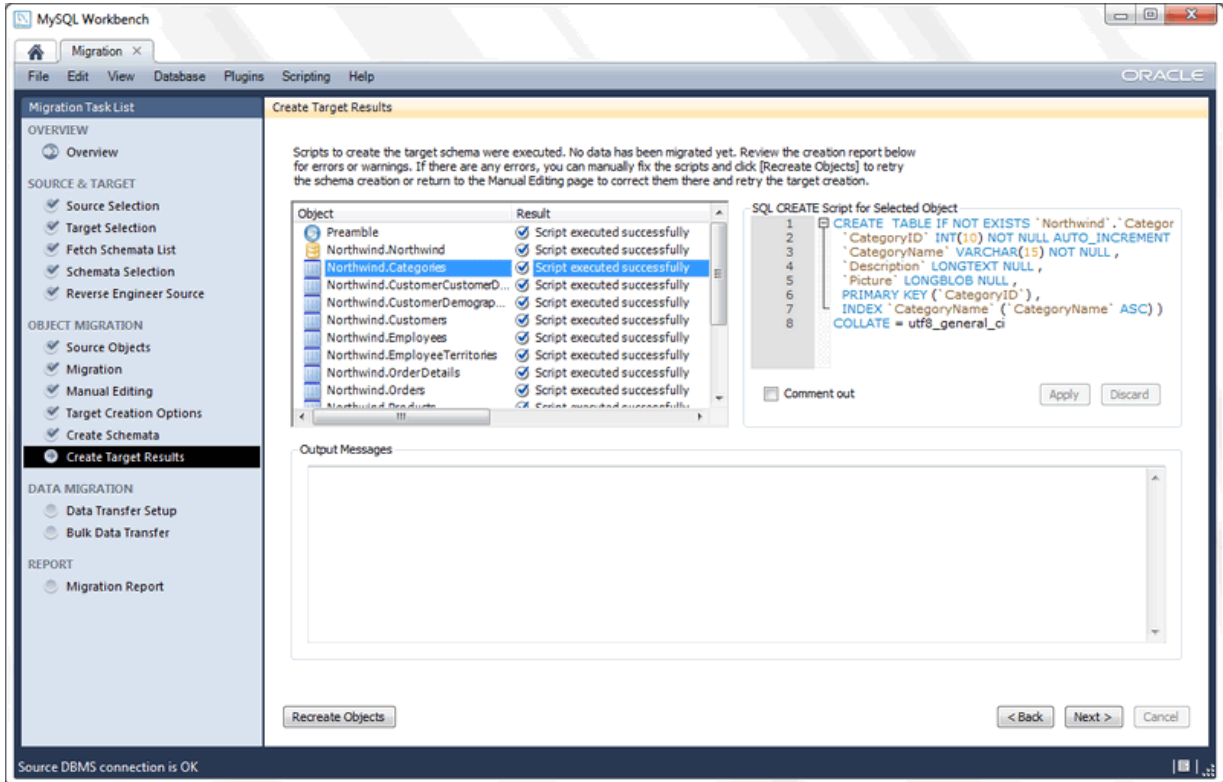 MySQL Workbench
Migration
File Edit View Database Plugins Scripting Help
ORACLE
Migration Task List
OVERVIEW
Overview
SOURCE & TARGET
Source Selection
Target Selection
Fetch Schemata List
Schemata Selection
Reverse Engineer Source
OBJECT MIGRATION
Source Objects
Migration
Manual Editing
Target Creation Options
Create Schemata
Create Target Results
DATA MIGRATION
Data Transfer Setup
Bulk Data Transfer
REPORT
Migration Report
Create Target Results
Scripts to create the target schema were executed. No data has been migrated yet. Review the creation report below
for errors or warnings. If there are any errors, you can manually fix the scripts and click [Recreate Objects] to retry
the schema creation or return to the Manual Editing page to correct them there and retry the target creation.
Object Result
Preamble Script executed successfully
Northwind.Northwind Script executed successfully
Northwind.Categories Script executed successfully
Northwind.CustomerCustomerD... Script executed successfully
Northwind.CustomerDemograp... Script executed successfully
Northwind.Customers Script executed successfully
Northwind.Employees Script executed successfully
Northwind.EmployeeTerritories Script executed successfully
Northwind.OrderDetails Script executed successfully
Northwind.Orders Script executed successfully
Northwind.Products Script executed successfully
SQL CREATE Script for Selected Object
1 CREATE TABLE IF NOT EXISTS `Northwind`.`Categor
2 `CategoryID` INT(10) NOT NULL AUTO_INCREMENT
3 `CategoryName` VARCHAR(15) NOT NULL ,
4 `Description` LONGTEXT NULL ,
5 `Picture` LONGBLOB NULL ,
6 PRIMARY KEY (`CategoryID`) ,
7 INDEX `CategoryName` (`CategoryName` ASC) )
8 COLLATE = utf8_general_ci
Comment out
Apply Discard
Output Messages
Recreate Objects
< Back Next > Cancel
Source DBMS connection is OK